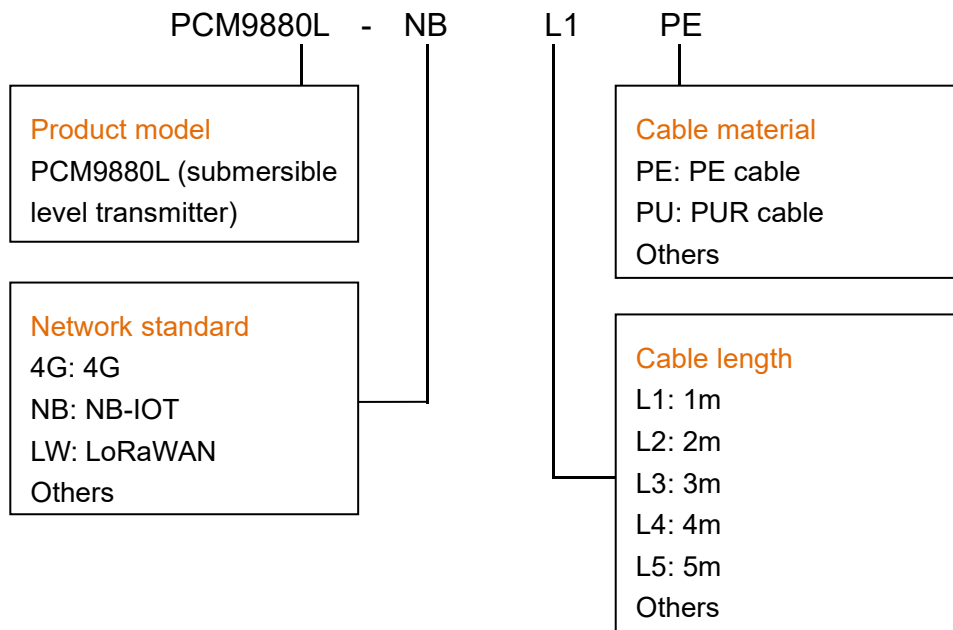 PCM9880L - NB L1 PE
Product model
PCM9880L (submersible
level transmitter)
Network standard
4G: 4G
NB: NB-IOT
LW: LoRaWAN
Others
Cable material
PE: PE cable
PU: PUR cable
Others
Cable length
L1: 1m
L2: 2m
L3: 3m
L4: 4m
L5: 5m
Others